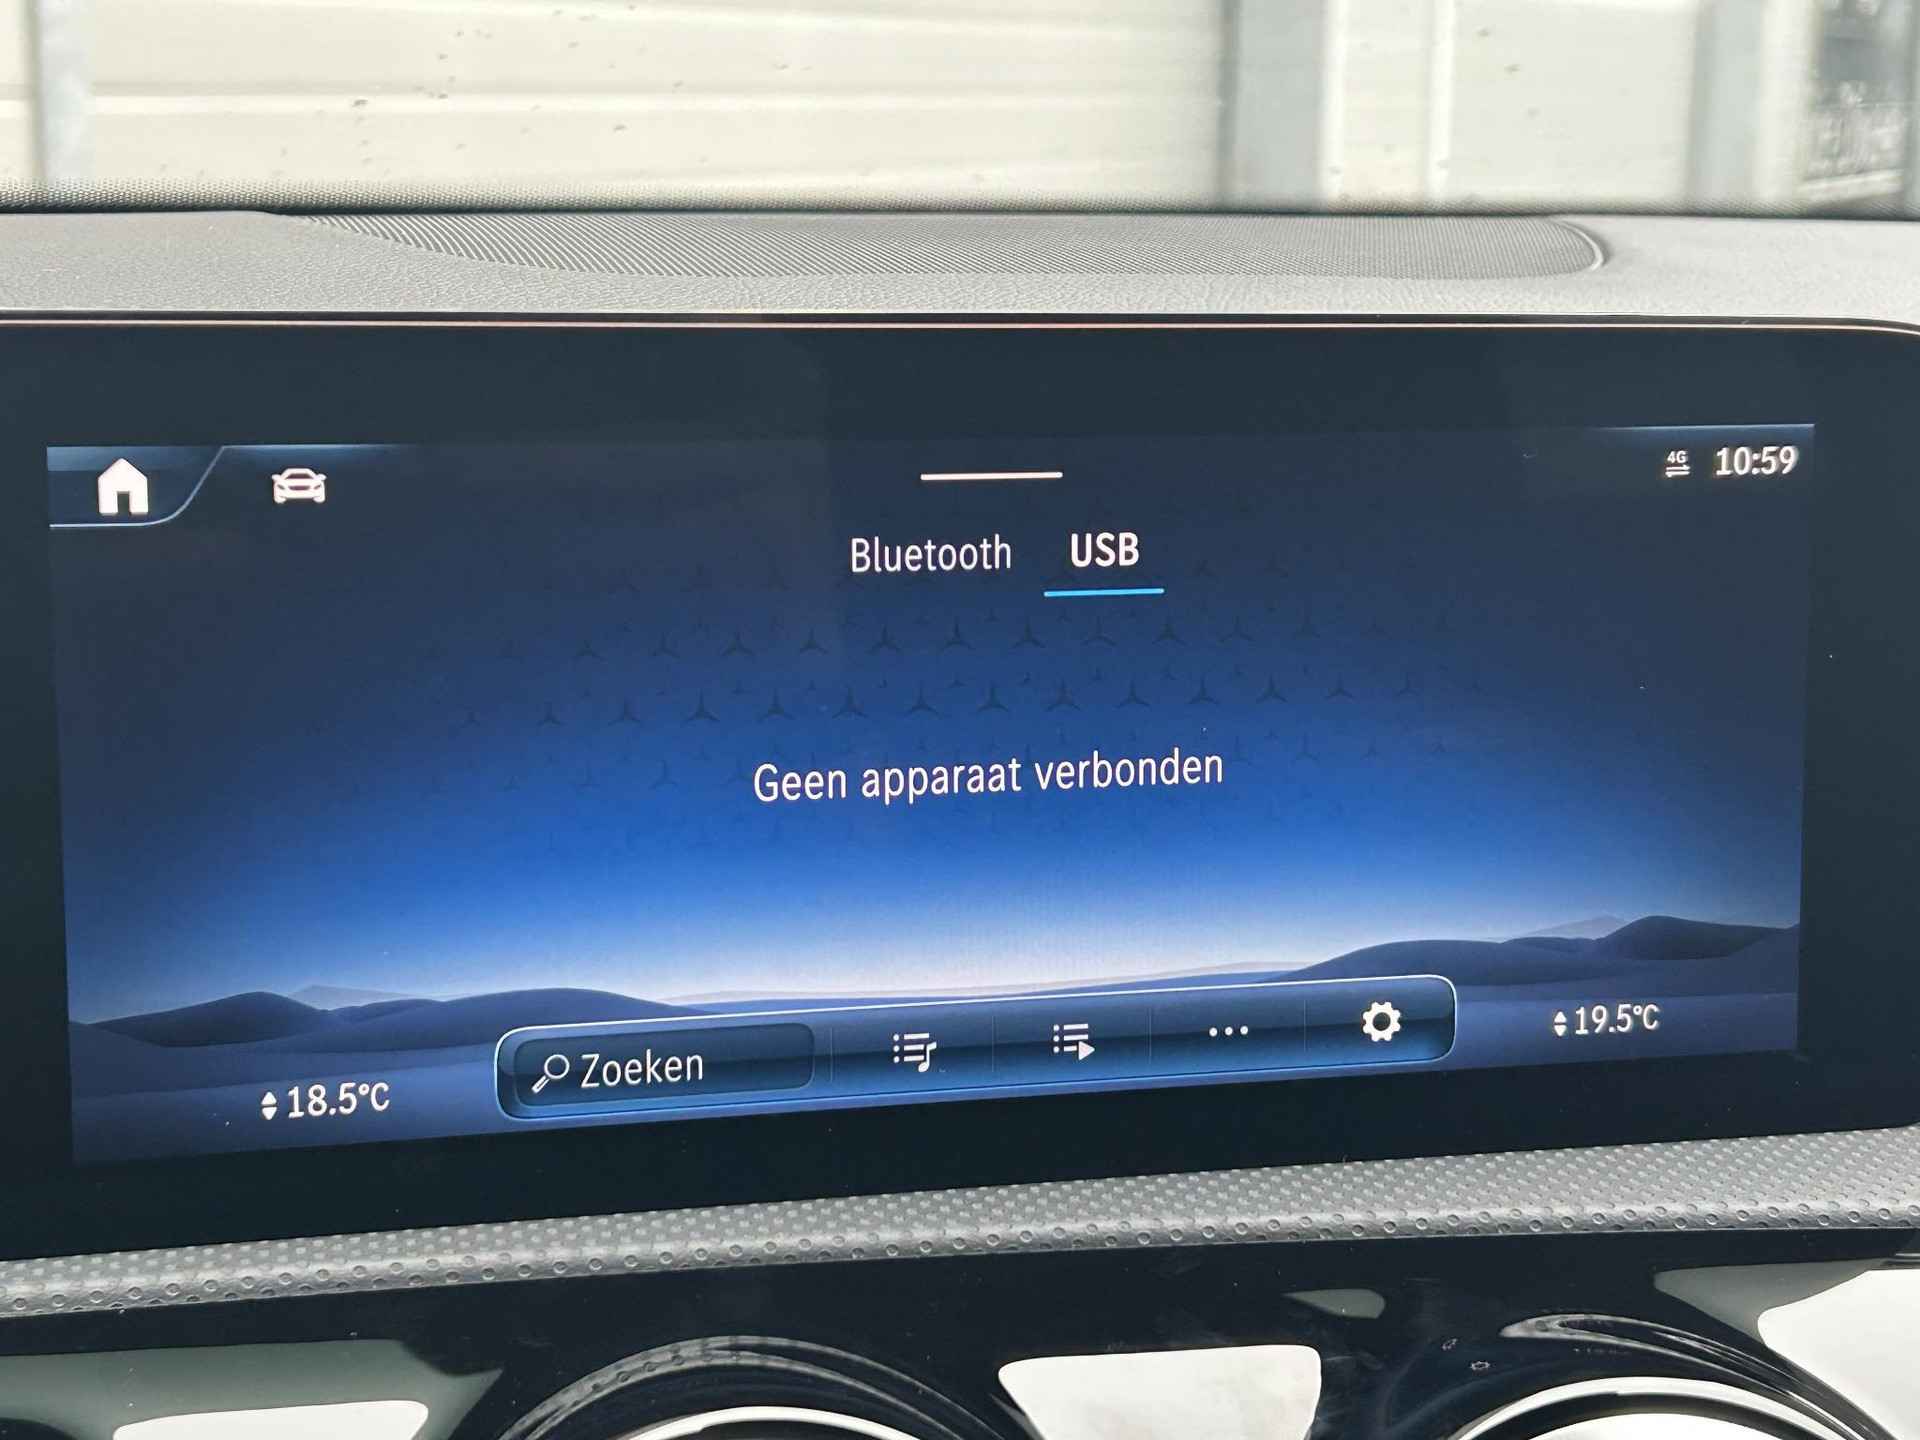 4G 10:59
Bluetooth USB
Geen apparaat verbonden
18.5°C Zoeken 19.5°C